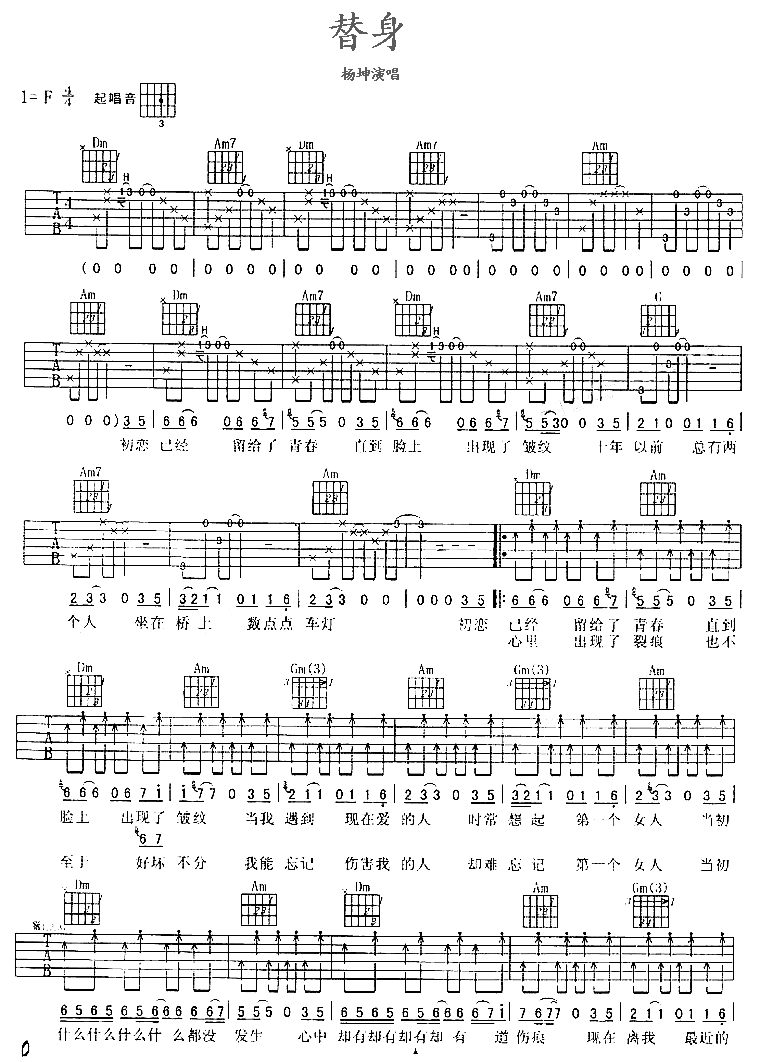 替身
杨坤演唱
1= F 4/4 起唱音
3
Dm Am7 Dm Am7 Am
(0 0 0 0 | 0 0 0 0 | 0 0 0 0 | 0 0 0 0 | 0 0 0 0 | 0 0 0 0 |
Am Dm Am7 Dm Am7 G
0 0 0 ) 3 5 | 6 6 6 0 6 6 7 | 5 5 5 0 3 5 | 6 6 6 0 6 6 7 | 5 5 3 0 0 3 5 | 2 1 0 0 1 1 6
初恋 已经 留给了 青春 直到 脸上 出现了 皱纹 十年 以前 总有两
Am7 Am Dm Am
2 3 3 0 3 5 | 3 2 1 1 0 1 1 6 | 2 3 3 0 | 0 0 0 3 5 |: 6 6 6 0 6 6 7 | 5 5 5 0 3 5
个人 坐在 桥上 数点点 车灯 初恋 已经 留给了 青春 直到
心里 出现了 裂痕 也不
Dm Am Gm(3) Am Gm(3) Am
6 6 6 0 6 7 1 | 1 7 7 0 3 5 | 2 1 1 0 1 1 6 | 2 3 3 0 3 5 | 3 2 1 1 0 1 1 6 | 2 3 3 0 3 5
脸上 出现了 皱纹 当我 遇到 现在爱 的人 时常 想起 第一个 女人 当初
6 7
至于 好坏 不分 我能 忘记 伤害我 的人 却难 忘记 第一个 女人 当初
Dm Am Dm Am Gm(3)
6 5 6 5 6 5 6 6 6 6 7 | 5 5 5 0 3 5 | 6 5 6 5 6 5 6 6 6 7 1 | 7 6 7 7 0 3 5 | 2 1 1 0 1 1 6
什么什么什么什 么都没 发生 心中 却有却有却有却 有 道 伤痕 现在 离我 最近的